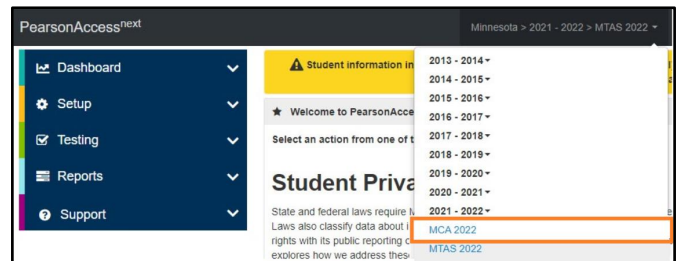 PearsonAccessnext
Minnesota > 2021 - 2022 > MTAS 2022
Dashboard
Setup
Testing
Reports
Support
Student information in
Welcome to PearsonAcce
Select an action from one of t
Student Priva
State and federal laws require M
Laws also classify data about i
rights with its public reporting c
explores how we address thes
2013 - 2014
2014 - 2015
2015 - 2016
2016 - 2017
2017 - 2018
2018 - 2019
2019 - 2020
2020 - 2021
2021 - 2022
MCA 2022
MTAS 2022